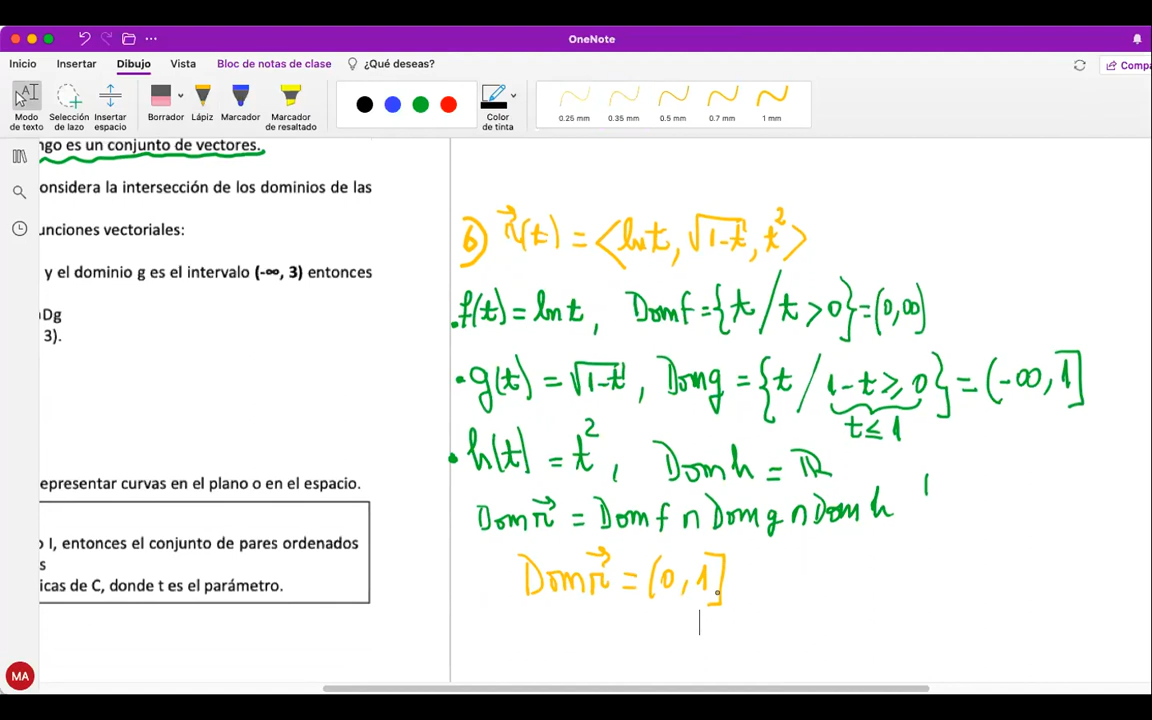 OneNote
Inicio Insertar Dibujo Vista Bloc de notas de clase ¿Qué deseas? Compa
Modo de texto Selección de lazo Insertar espacio Borrador Lápiz Marcador Marcador de resaltado Color de tinta 0.25 mm 0.35 mm 0.5 mm 0.7 mm 1 mm
ngo es un conjunto de vectores.
onsidera la intersección de los dominios de las
unciones vectoriales:
y el dominio g es el intervalo (-∞, 3) entonces
Dg
3).
epresentar curvas en el plano o en el espacio.
o I, entonces el conjunto de pares ordenados
s
icas de C, donde t es el parámetro.
6) r⃗(t) = <ln t, √1-t, t²>
• f(t) = ln t, Dom f = {t / t > 0} = (0, ∞)
• g(t) = √1-t, Dom g = {t / 1-t ≥ 0} = (-∞, 1]
t ≤ 1
• h(t) = t², Dom h = ℝ
Dom r⃗ = Dom f ∩ Dom g ∩ Dom h
Dom r⃗ = (0, 1]
MA